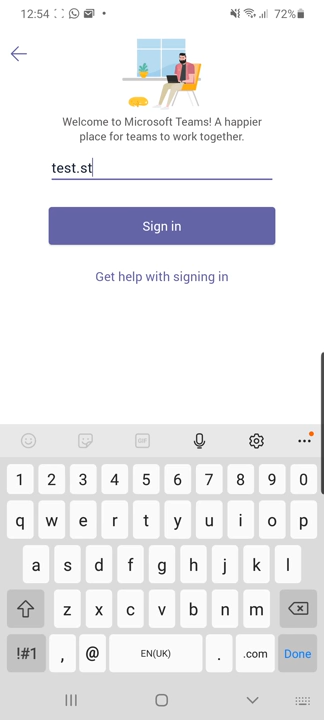 12:54 72%
Welcome to Microsoft Teams! A happier
place for teams to work together.
test.st
Sign in
Get help with signing in
GIF
1 2 3 4 5 6 7 8 9 0
q w e r t y u i o p
a s d f g h j k l
z x c v b n m
!#1 , @ EN(UK) . .com Done